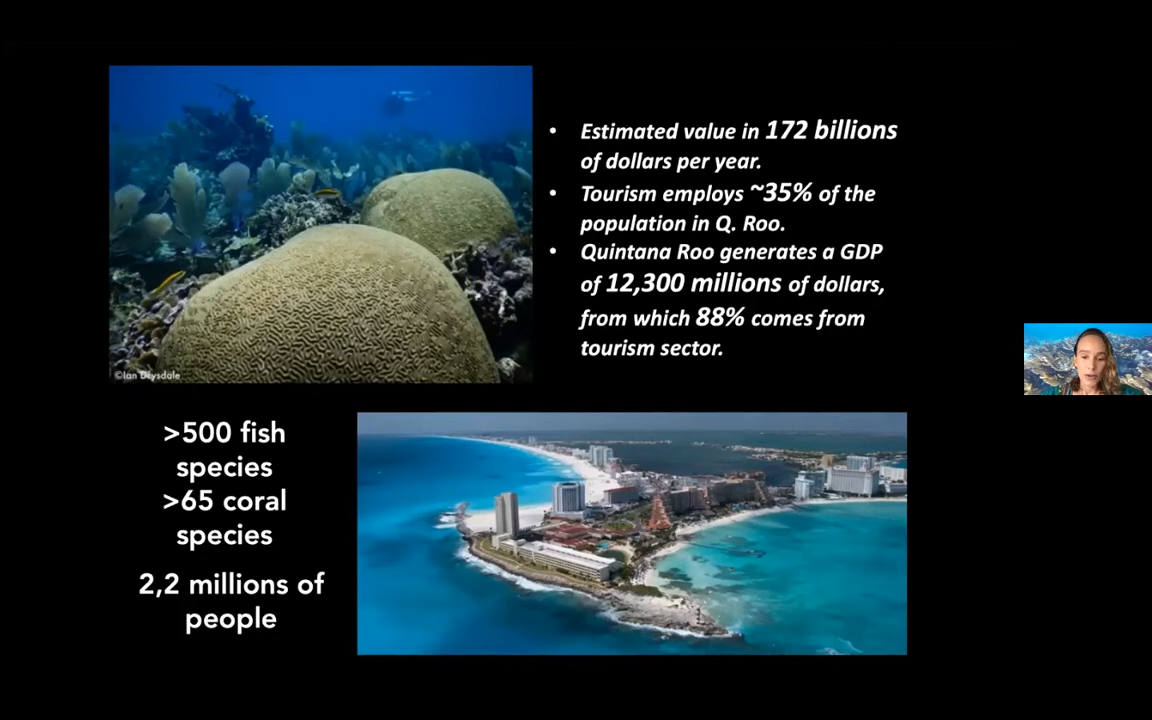 • Estimated value in 172 billions
of dollars per year.
• Tourism employs ~35% of the
population in Q. Roo.
• Quintana Roo generates a GDP
of 12,300 millions of dollars,
from which 88% comes from
tourism sector.
©Ian Drysdale
>500 fish
species
>65 coral
species
2,2 millions of
people